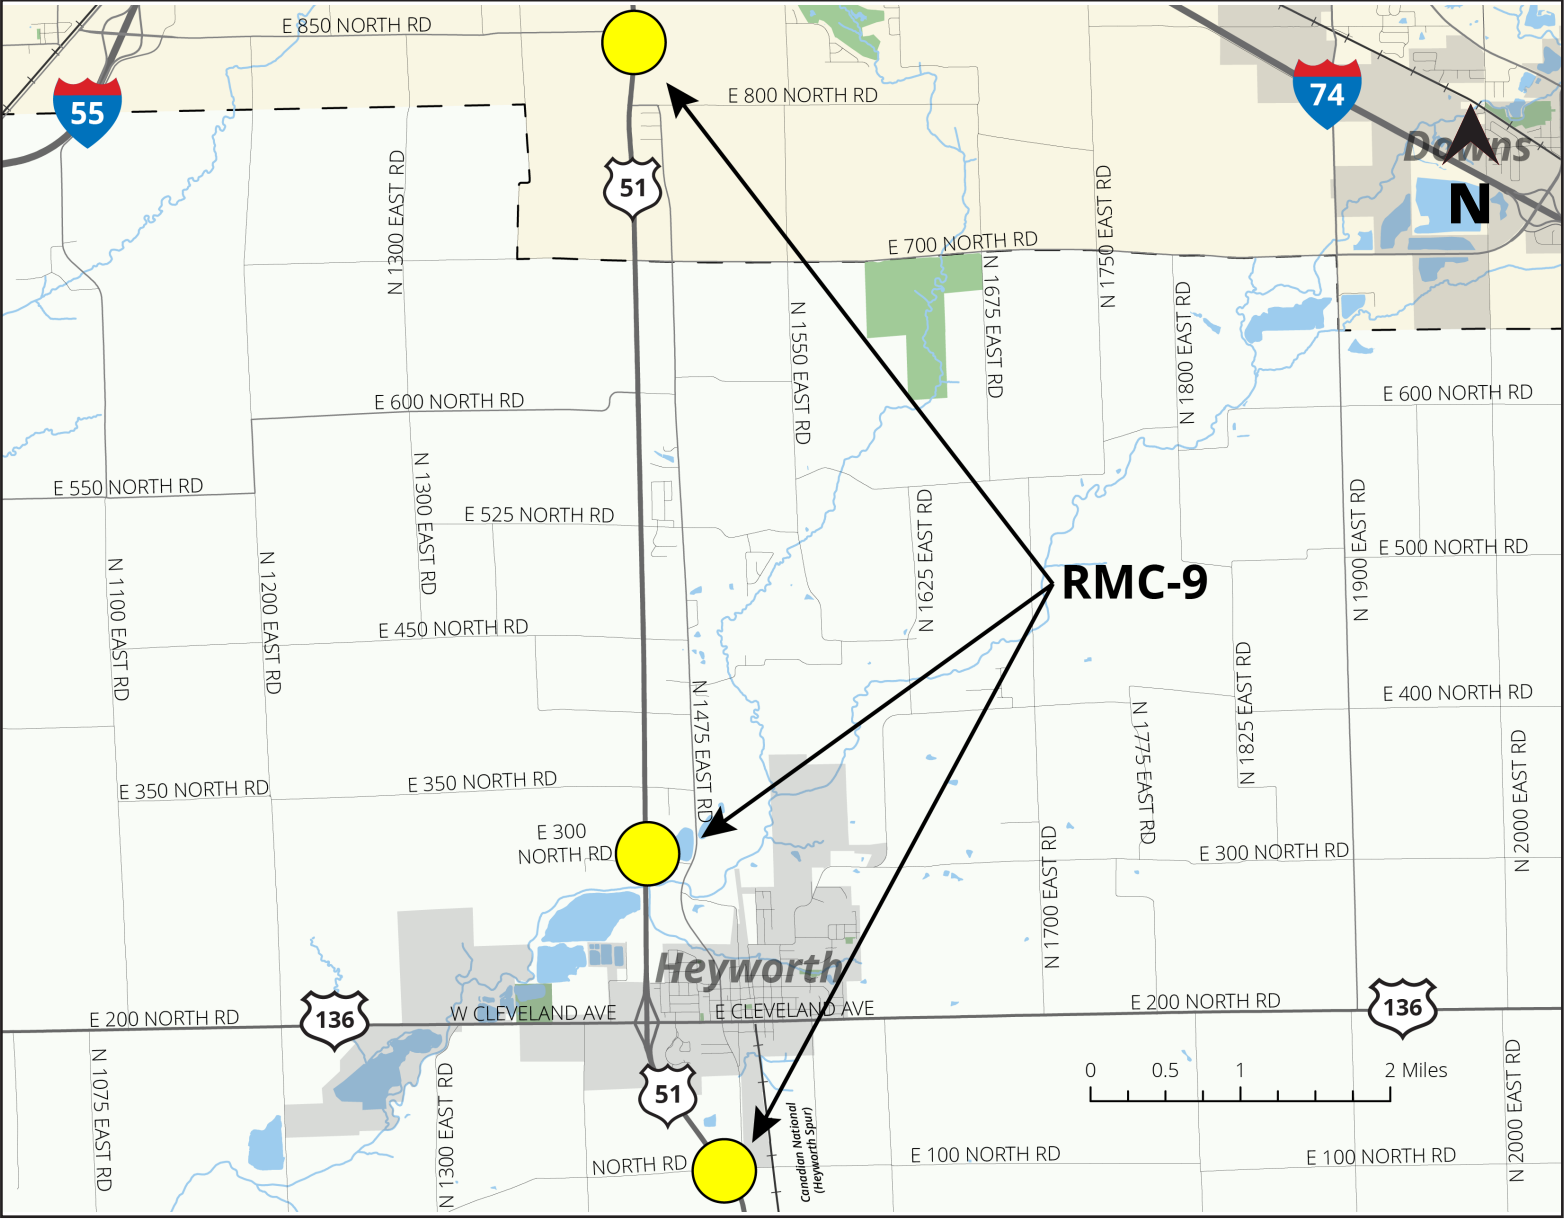 E 850 NORTH RD
55
E 800 NORTH RD
74
Downs
N
51
N 1300 EAST RD
N 1750 EAST RD
E 700 NORTH RD
N 1675 EAST RD
N 1550 EAST RD
N 1800 EAST RD
E 600 NORTH RD
E 600 NORTH RD
E 550 NORTH RD
N 1300 EAST RD
E 525 NORTH RD
N 1625 EAST RD
N 1900 EAST RD
E 500 NORTH RD
N 1100 EAST RD
N 1200 EAST RD
RMC-9
E 450 NORTH RD
N 1475 EAST RD
N 1825 EAST RD
E 400 NORTH RD
N 1775 EAST RD
N 2000 EAST RD
E 350 NORTH RD
E 350 NORTH RD
E 300
NORTH RD
E 300 NORTH RD
N 1700 EAST RD
Heyworth
E 200 NORTH RD
136
W CLEVELAND AVE
E CLEVELAND AVE
E 200 NORTH RD
136
N 1075 EAST RD
N 1300 EAST RD
51
0 0.5 1 2 Miles
N 2000 EAST RD
Canadian National
(Heyworth Spur)
NORTH RD
E 100 NORTH RD
E 100 NORTH RD